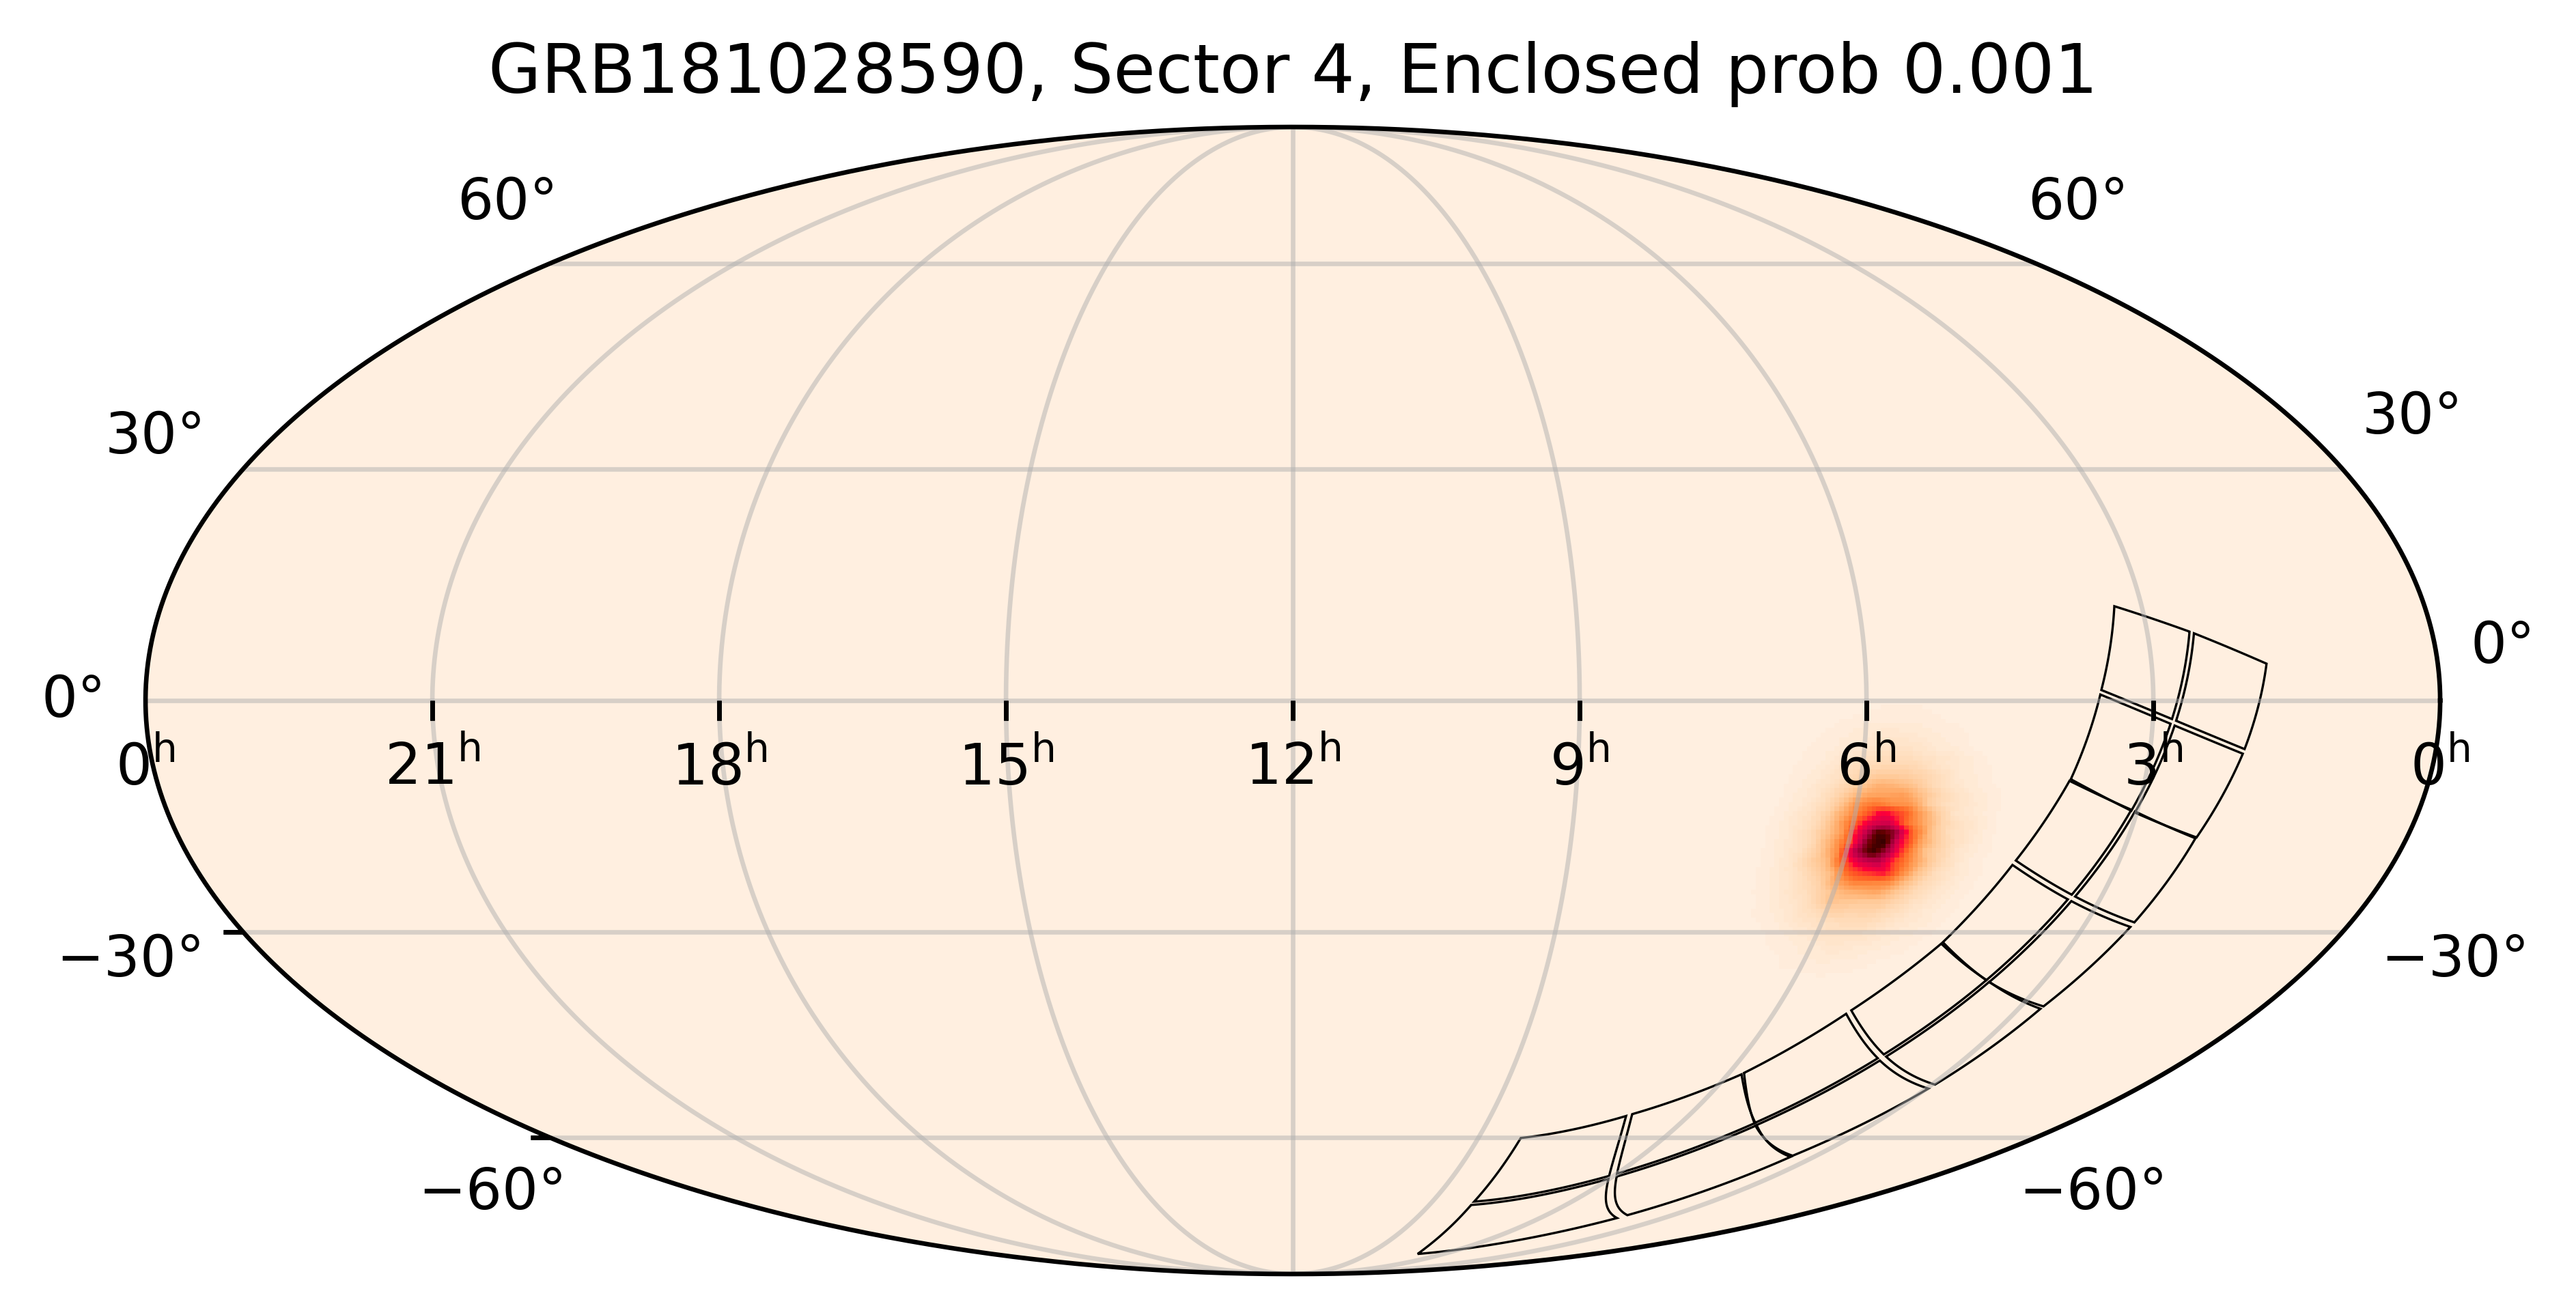 GRB181028590, Sector 4, Enclosed prob 0.001
60° 60°
30° 30°
0° 0°
0h 21h 18h 15h 12h 9h 6h 3h 0h
−30° −30°
−60° −60°